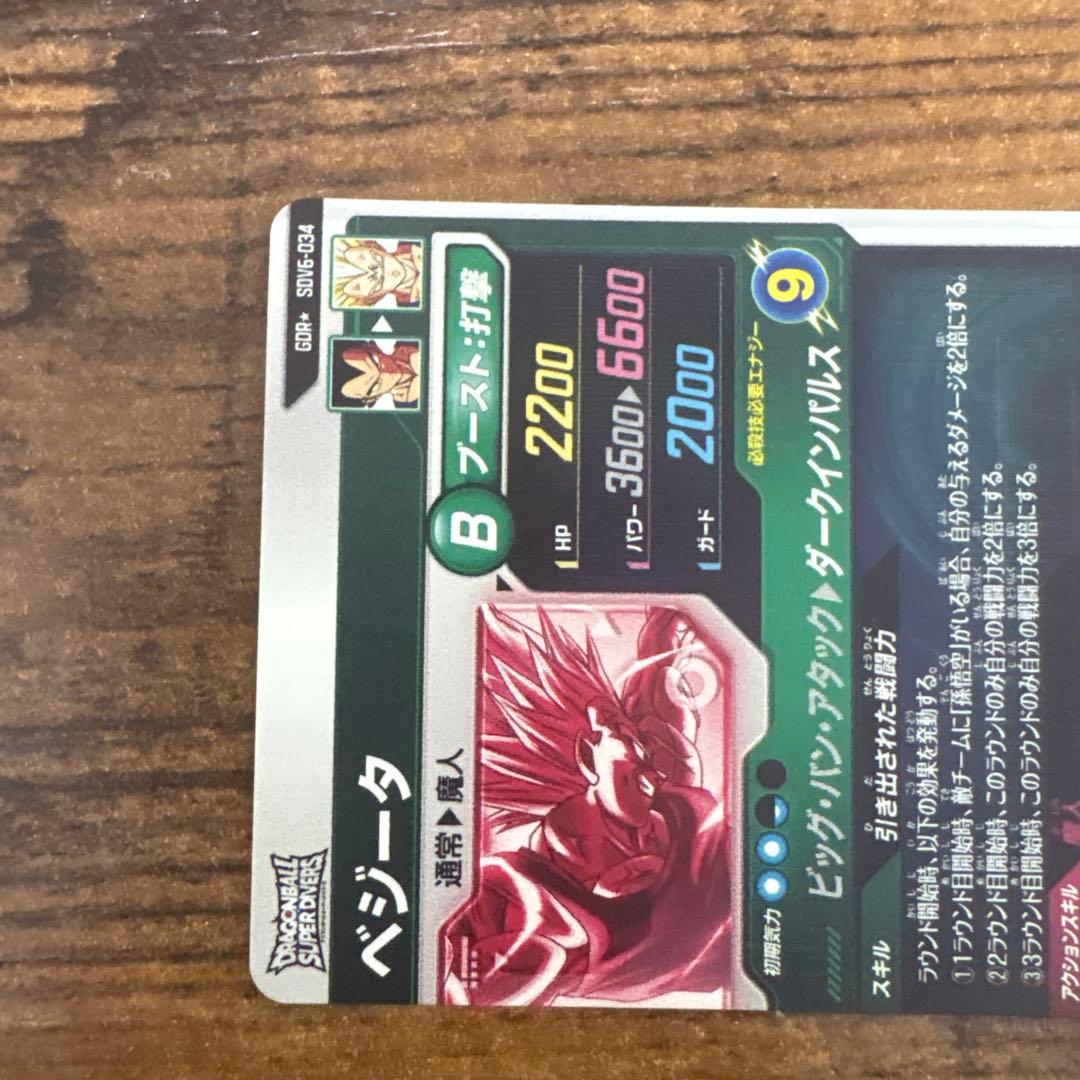 DRAGONBALL
SUPER DIVERS
GDR★ SDV6-034
ベジータ
通常▶魔人
B ブースト:打撃
HP 2200
パワー 3600▶6600
ガード 2000
初期気力
必殺技必要エナジー 9
ビッグ・バン・アタック▶ダークインパルス
スキル 引き出された戦闘力
ラウンド開始時、以下の効果を発動する。
①1ラウンド目開始時、敵チームに「孫悟空」がいる場合、自分の与えるダメージを2倍にする。
②2ラウンド目開始時、このラウンドのみ自分の戦闘力を2倍にする。
③3ラウンド目開始時、このラウンドのみ自分の戦闘力を3倍にする。
アクションスキル